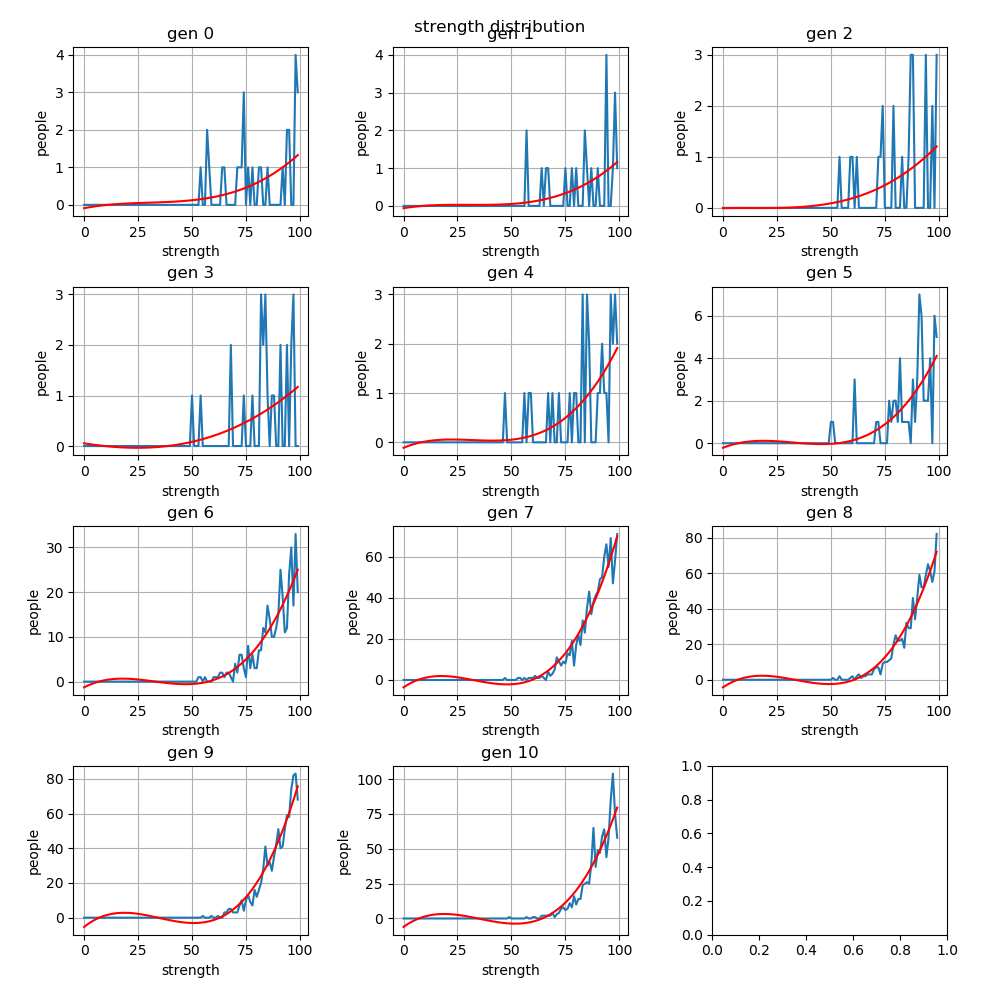 strength distribution
gen 0
gen 1
gen 2
4
3
2
1
0
people
0 25 50 75 100
strength
4
3
2
1
0
people
0 25 50 75 100
strength
3
2
1
0
people
0 25 50 75 100
strength
gen 3
gen 4
gen 5
3
2
1
0
people
0 25 50 75 100
strength
3
2
1
0
people
0 25 50 75 100
strength
6
4
2
0
people
0 25 50 75 100
strength
gen 6
gen 7
gen 8
30
20
10
0
people
0 25 50 75 100
strength
60
40
20
0
people
0 25 50 75 100
strength
80
60
40
20
0
people
0 25 50 75 100
strength
gen 9
gen 10
80
60
40
20
0
people
0 25 50 75 100
strength
100
75
50
25
0
people
0 25 50 75 100
strength
1.0
0.8
0.6
0.4
0.2
0.0
0.0 0.2 0.4 0.6 0.8 1.0